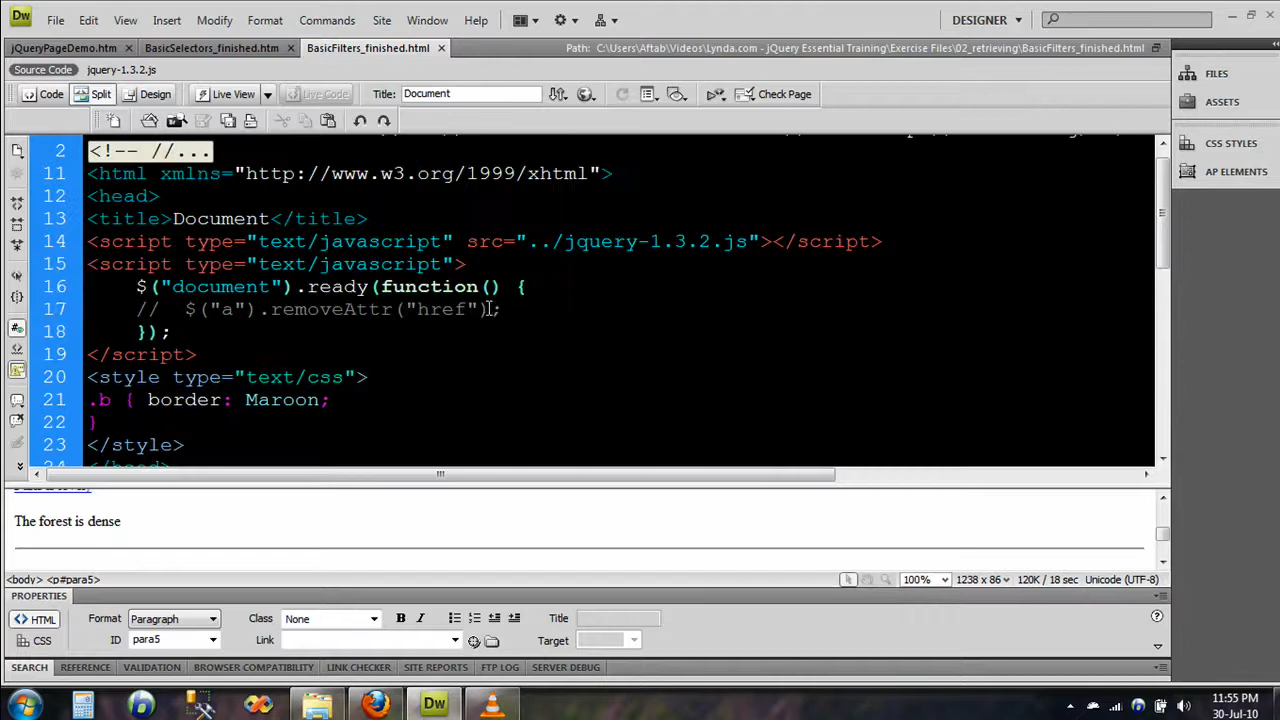 Dw File Edit View Insert Modify Format Commands Site Window Help DESIGNER
jQueryPageDemo.htm × BasicSelectors_finished.htm × BasicFilters_finished.html × Path: C:\Users\Aftab\Videos\Lynda.com - jQuery Essential Training\Exercise Files\02_retrieving\BasicFilters_finished.html
Source Code jquery-1.3.2.js
Code Split Design Live View Live Code Title: Document Check Page
FILES
ASSETS
CSS STYLES
AP ELEMENTS
2 <!-- //...
11 <html xmlns="http://www.w3.org/1999/xhtml">
12 <head>
13 <title>Document</title>
14 <script type="text/javascript" src="../jquery-1.3.2.js"></script>
15 <script type="text/javascript">
16 $("document").ready(function() {
17 // $("a").removeAttr("href");
18 });
19 </script>
20 <style type="text/css">
21 .b { border: Maroon;
22 }
23 </style>
24 </head>
The forest is dense
<body> <p#para5> 100% 1238 x 86 120K / 18 sec Unicode (UTF-8)
PROPERTIES
<> HTML Format Paragraph Class None B I Title
CSS ID para5 Link Target
SEARCH REFERENCE VALIDATION BROWSER COMPATIBILITY LINK CHECKER SITE REPORTS FTP LOG SERVER DEBUG
Dw 11:55 PM
30-Jul-10